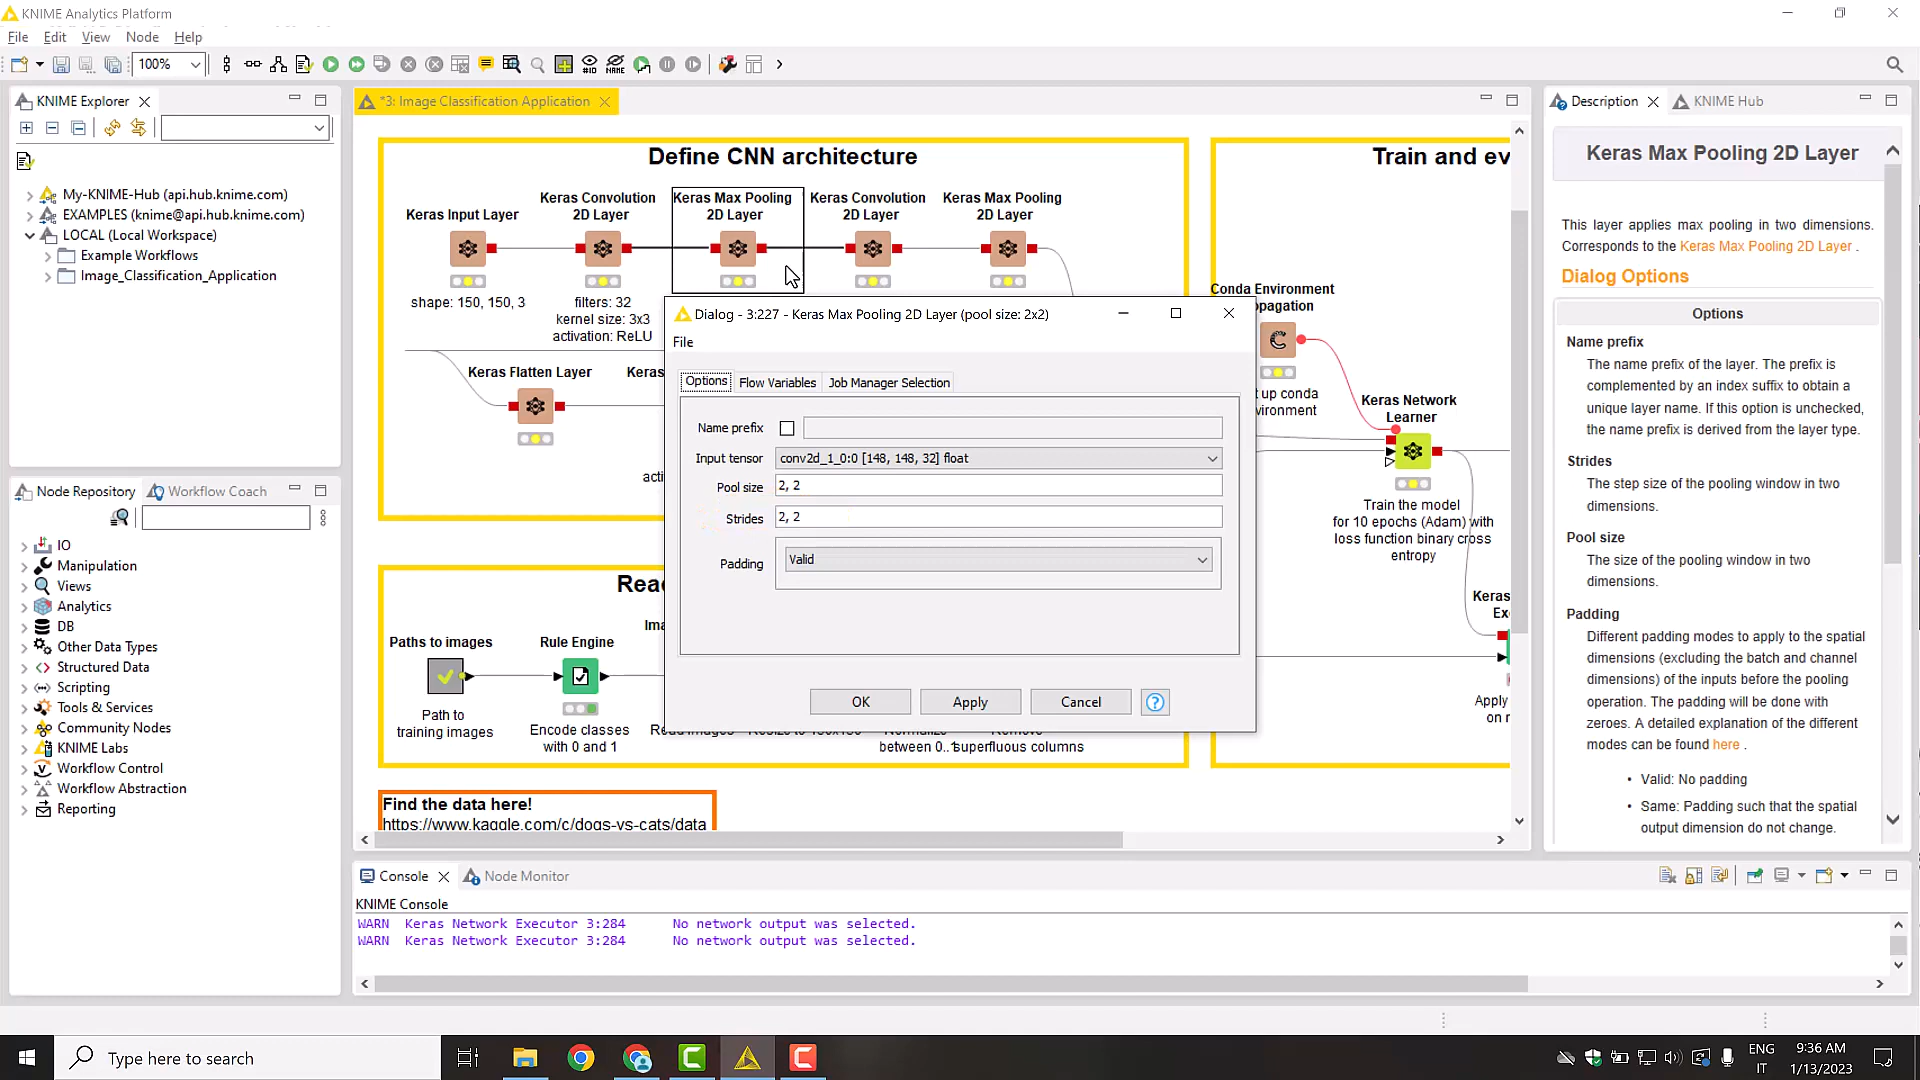 KNIME Analytics Platform
File Edit View Node Help
100%
KNIME Explorer
My-KNIME-Hub (api.hub.knime.com)
EXAMPLES (knime@api.hub.knime.com)
LOCAL (Local Workspace)
Example Workflows
Image_Classification_Application
Node Repository
Workflow Coach
IO
Manipulation
Views
Analytics
DB
Other Data Types
Structured Data
Scripting
Tools & Services
Community Nodes
KNIME Labs
Workflow Control
Workflow Abstraction
Reporting
*3: Image Classification Application
Define CNN architecture
Keras Input Layer
shape: 150, 150, 3
Keras Convolution
2D Layer
filters: 32
kernel size: 3x3
activation: ReLU
Keras Max Pooling
2D Layer
Keras Convolution
2D Layer
Keras Max Pooling
2D Layer
Keras Flatten Layer
Dialog - 3:227 - Keras Max Pooling 2D Layer (pool size: 2x2)
File
Options Flow Variables Job Manager Selection
Name prefix
Input tensor conv2d_1_0:0 [148, 148, 32] float
Pool size 2, 2
Strides 2, 2
Padding Valid
OK Apply Cancel
Paths to images
Path to
training images
Rule Engine
Encode classes
with 0 and 1
between 0..1
superfluous columns
Find the data here!
https://www.kaggle.com/c/dogs-vs-cats/data
Train and ev
Conda Environment
Keras Network
Learner
Train the model
for 10 epochs (Adam) with
loss function binary cross
entropy
Keras
Apply
Description
KNIME Hub
Keras Max Pooling 2D Layer
This layer applies max pooling in two dimensions.
Corresponds to the Keras Max Pooling 2D Layer .
Dialog Options
Options
Name prefix
The name prefix of the layer. The prefix is
complemented by an index suffix to obtain a
unique layer name. If this option is unchecked,
the name prefix is derived from the layer type.
Strides
The step size of the pooling window in two
dimensions.
Pool size
The size of the pooling window in two
dimensions.
Padding
Different padding modes to apply to the spatial
dimensions (excluding the batch and channel
dimensions) of the inputs before the pooling
operation. The padding will be done with
zeroes. A detailed explanation of the different
modes can be found here .
• Valid: No padding
• Same: Padding such that the spatial
output dimension do not change.
Console
Node Monitor
KNIME Console
WARN Keras Network Executor 3:284 No network output was selected.
WARN Keras Network Executor 3:284 No network output was selected.
Type here to search
ENG
IT
9:36 AM
1/13/2023